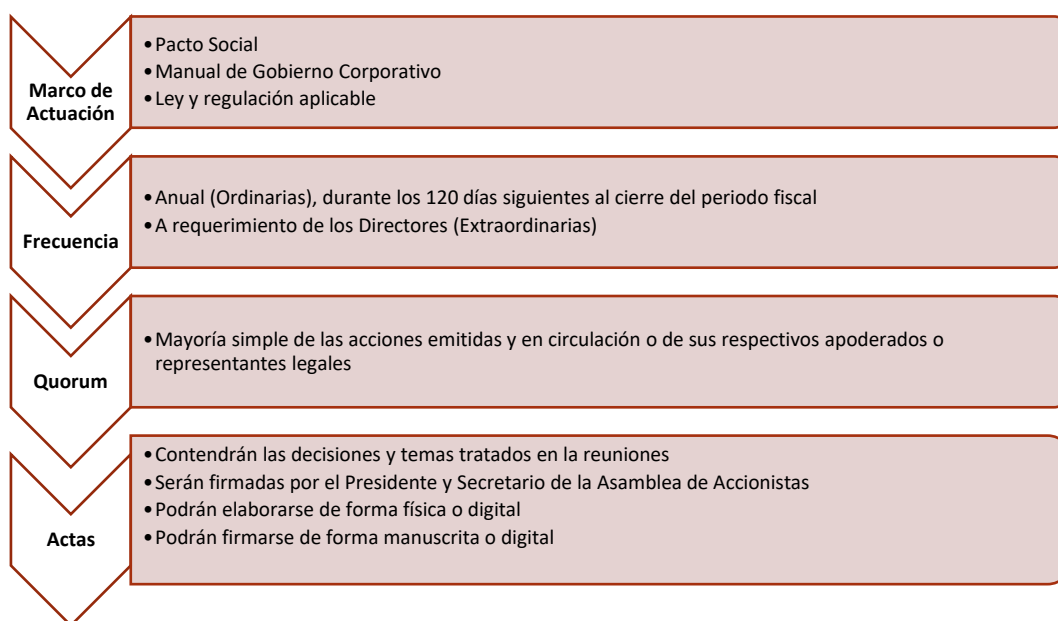 Marco de
Actuación
•Pacto Social
•Manual de Gobierno Corporativo
•Ley y regulación aplicable
Frecuencia
•Anual (Ordinarias), durante los 120 días siguientes al cierre del periodo fiscal
•A requerimiento de los Directores (Extraordinarias)
Quorum
•Mayoría simple de las acciones emitidas y en circulación o de sus respectivos apoderados o
representantes legales
Actas
•Contendrán las decisiones y temas tratados en la reuniones
•Serán firmadas por el Presidente y Secretario de la Asamblea de Accionistas
•Podrán elaborarse de forma física o digital
•Podrán firmarse de forma manuscrita o digital